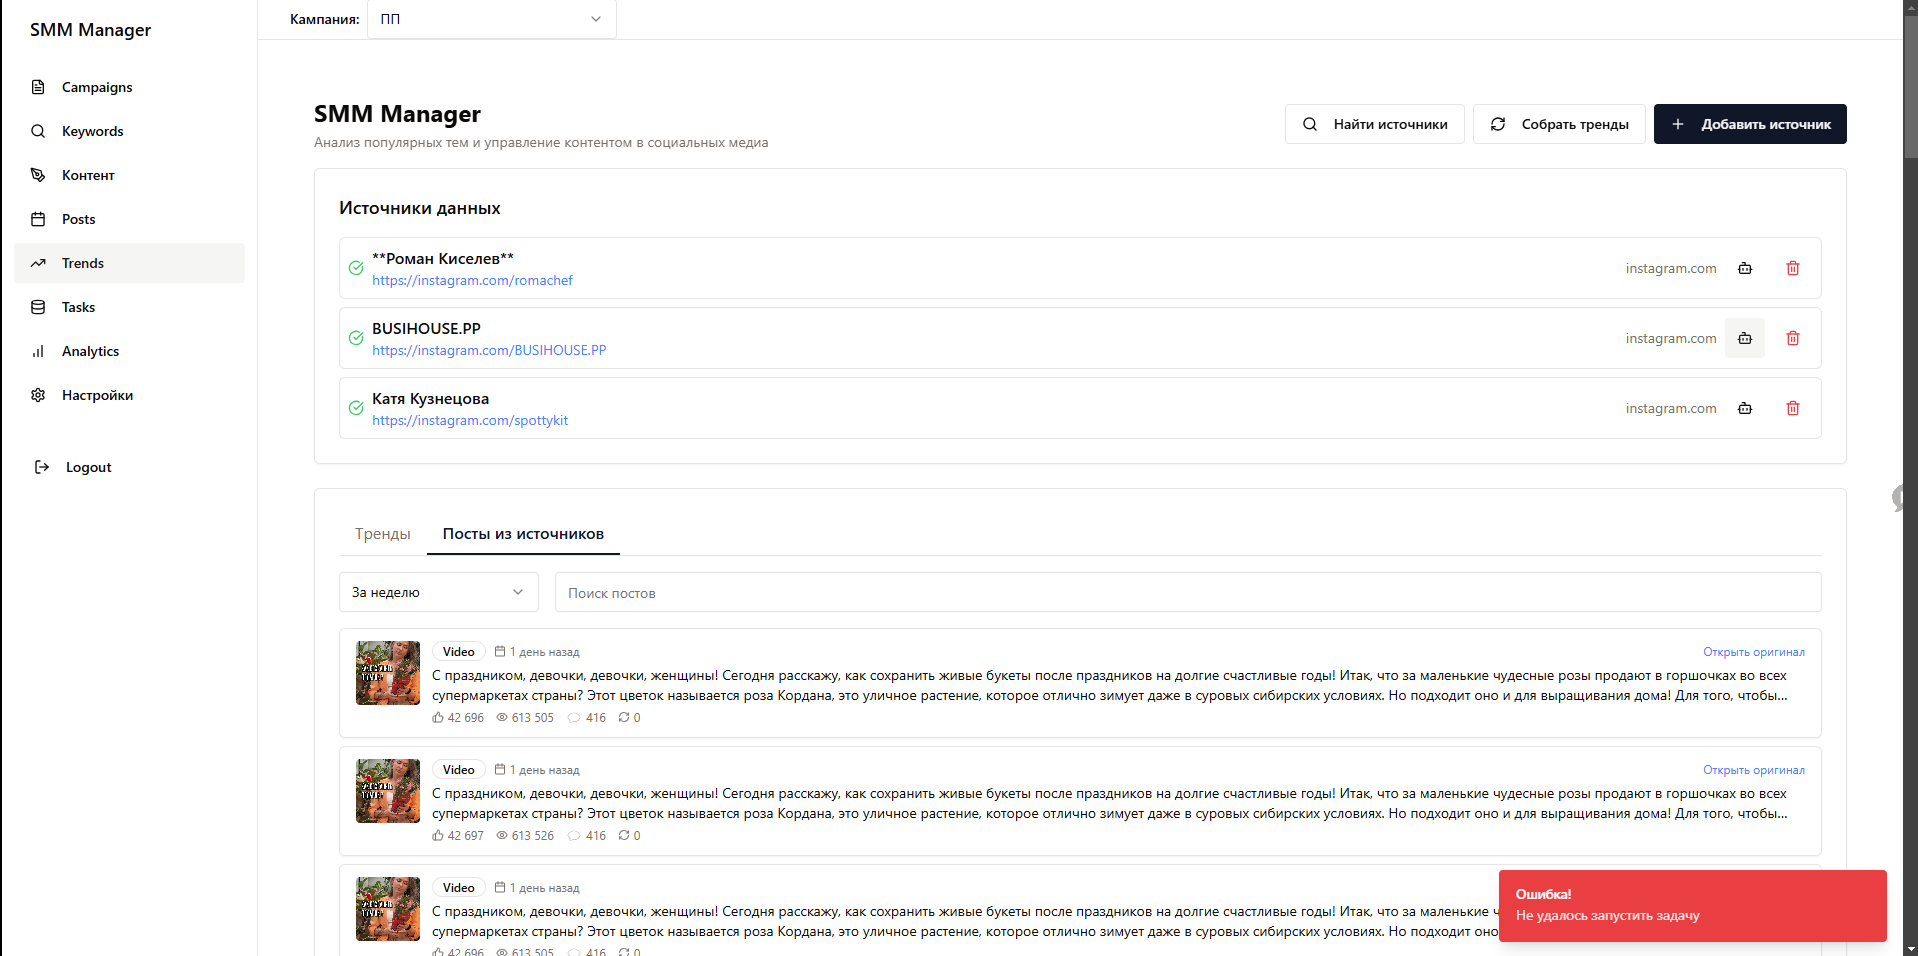 SMM Manager
Campaigns
Keywords
Контент
Posts
Trends
Tasks
Analytics
Настройки
Logout
Кампания: ПП
SMM Manager
Анализ популярных тем и управление контентом в социальных медиа
Найти источники
Собрать тренды
Добавить источник
Источники данных
**Роман Киселев**
https://instagram.com/romachef
instagram.com
BUSIHOUSE.PP
https://instagram.com/BUSIHOUSE.PP
instagram.com
Катя Кузнецова
https://instagram.com/spottykit
instagram.com
Тренды
Посты из источников
За неделю
Поиск постов
Video 1 день назад Открыть оригинал
С праздником, девочки, девочки, женщины! Сегодня расскажу, как сохранить живые букеты после праздников на долгие счастливые годы! Итак, что за маленькие чудесные розы продают в горшочках во всех
супермаркетах страны? Этот цветок называется роза Кордана, это уличное растение, которое отлично зимует даже в суровых сибирских условиях. Но подходит оно и для выращивания дома! Для того, чтобы...
42 696 613 505 416 0
Video 1 день назад Открыть оригинал
С праздником, девочки, девочки, женщины! Сегодня расскажу, как сохранить живые букеты после праздников на долгие счастливые годы! Итак, что за маленькие чудесные розы продают в горшочках во всех
супермаркетах страны? Этот цветок называется роза Кордана, это уличное растение, которое отлично зимует даже в суровых сибирских условиях. Но подходит оно и для выращивания дома! Для того, чтобы...
42 697 613 526 416 0
Video 1 день назад
С праздником, девочки, девочки, женщины! Сегодня расскажу, как сохранить живые букеты после праздников на долгие счастливые годы! Итак, что за маленькие
супермаркетах страны? Этот цветок называется роза Кордана, это уличное растение, которое отлично зимует даже в суровых сибирских условиях. Но подходит оно
42 696 613 505 416 0
Ошибка!
Не удалось запустить задачу